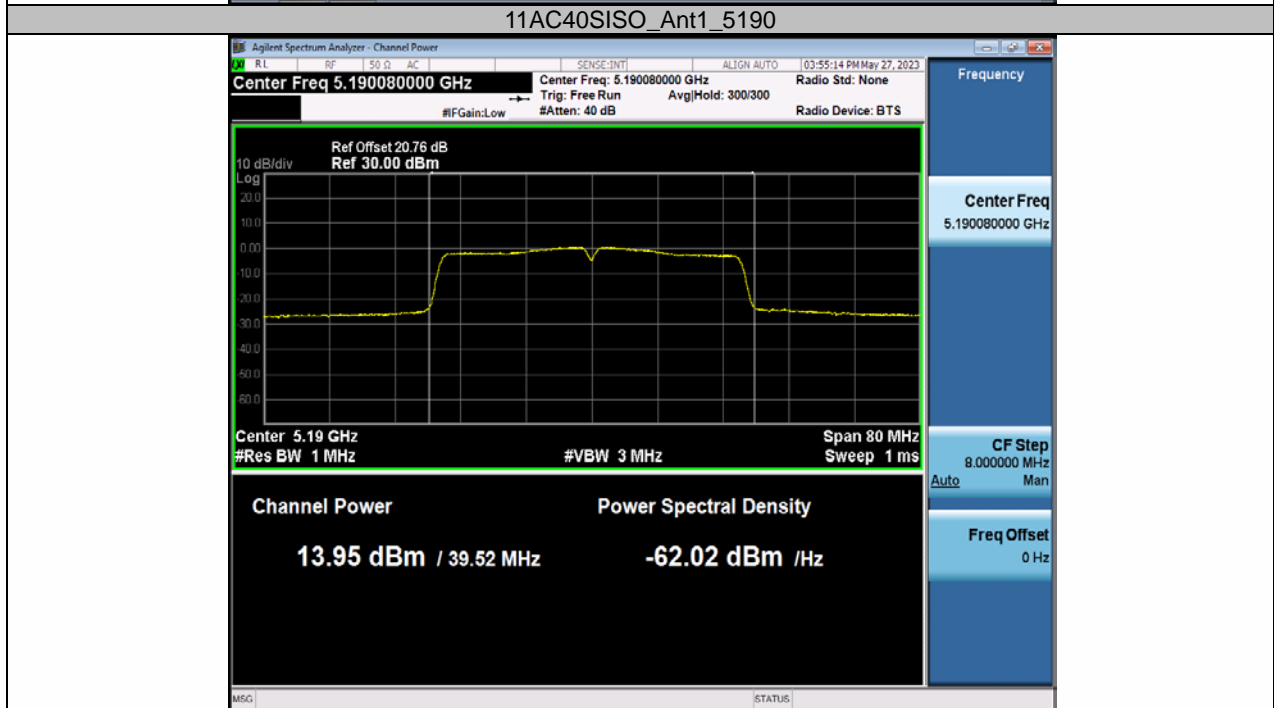 11AC40SISO_Ant1_5190
Agilent Spectrum Analyzer - Channel Power
RL RF 50 Ω AC SENSE:INT ALIGN AUTO 03:55:14 PM May 27, 2023
Center Freq 5.190080000 GHz
Center Freq: 5.190080000 GHz
Radio Std: None
Trig: Free Run
Avg|Hold: 300/300
#IFGain:Low
#Atten: 40 dB
Radio Device: BTS
Ref Offset 20.76 dB
10 dB/div Ref 30.00 dBm
Log
20.0
10.0
0.00
-10.0
-20.0
-30.0
-40.0
-50.0
-60.0
Center 5.19 GHz Span 80 MHz
#Res BW 1 MHz #VBW 3 MHz Sweep 1 ms
Channel Power
Power Spectral Density
13.95 dBm / 39.52 MHz
-62.02 dBm /Hz
Frequency
Center Freq
5.190080000 GHz
CF Step
8.000000 MHz
Auto Man
Freq Offset
0 Hz
MSG STATUS